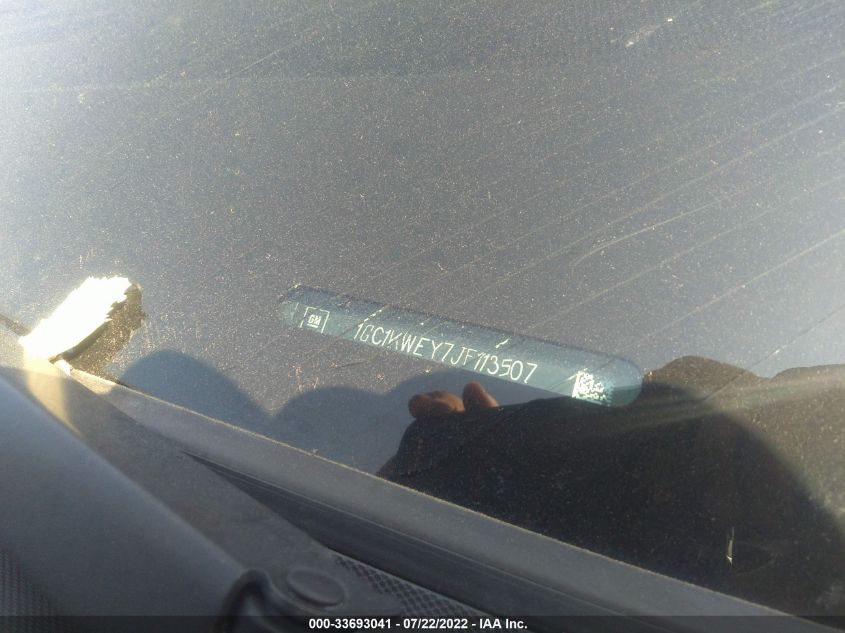 GM
1GC1KWEY7JF113507
000-33693041 - 07/22/2022 - IAA Inc.